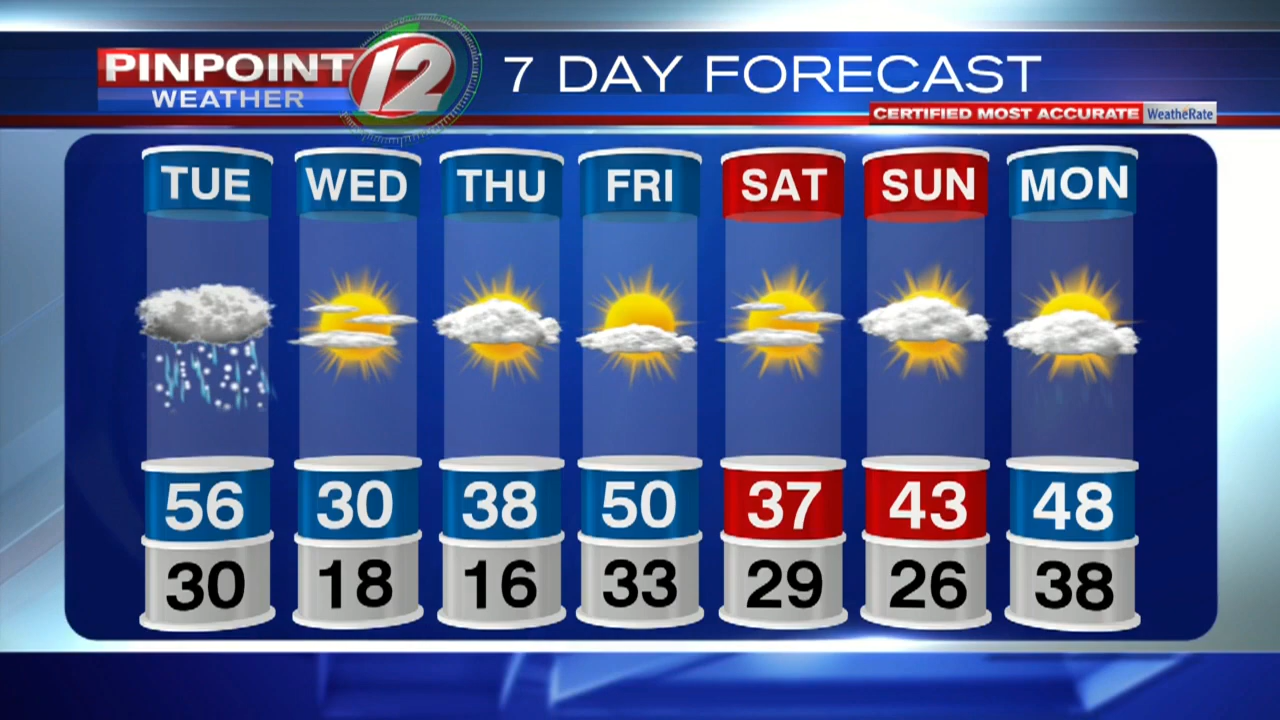 PINPOINT 12
WEATHER
7 DAY FORECAST
CERTIFIED MOST ACCURATE WeatheRate
TUE WED THU FRI SAT SUN MON
56 30 38 50 37 43 48
30 18 16 33 29 26 38